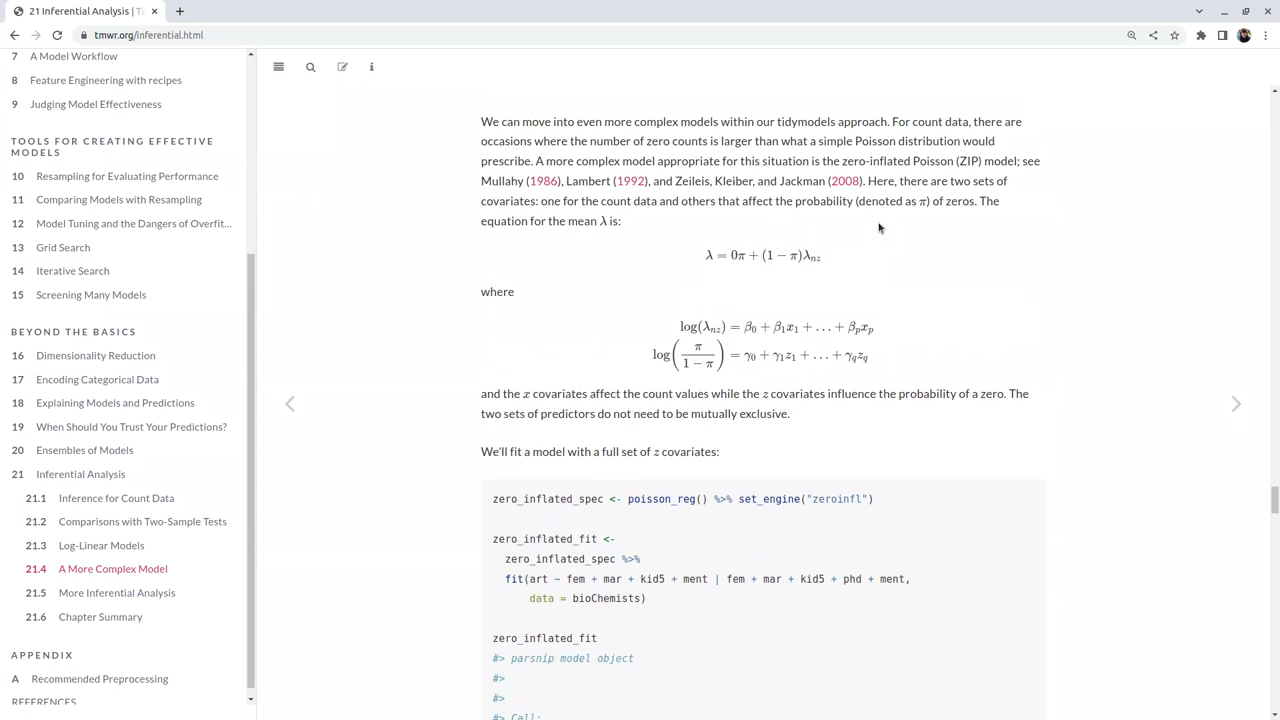 21 Inferential Analysis | Ti
tmwr.org/inferential.html
7 A Model Workflow
8 Feature Engineering with recipes
9 Judging Model Effectiveness
TOOLS FOR CREATING EFFECTIVE
MODELS
10 Resampling for Evaluating Performance
11 Comparing Models with Resampling
12 Model Tuning and the Dangers of Overfit...
13 Grid Search
14 Iterative Search
15 Screening Many Models
BEYOND THE BASICS
16 Dimensionality Reduction
17 Encoding Categorical Data
18 Explaining Models and Predictions
19 When Should You Trust Your Predictions?
20 Ensembles of Models
21 Inferential Analysis
21.1 Inference for Count Data
21.2 Comparisons with Two-Sample Tests
21.3 Log-Linear Models
21.4 A More Complex Model
21.5 More Inferential Analysis
21.6 Chapter Summary
APPENDIX
A Recommended Preprocessing
REFERENCES
We can move into even more complex models within our tidymodels approach. For count data, there are
occasions where the number of zero counts is larger than what a simple Poisson distribution would
prescribe. A more complex model appropriate for this situation is the zero-inflated Poisson (ZIP) model; see
Mullahy (1986), Lambert (1992), and Zeileis, Kleiber, and Jackman (2008). Here, there are two sets of
covariates: one for the count data and others that affect the probability (denoted as π) of zeros. The
equation for the mean λ is:
λ = 0π + (1 − π)λnz
where
log(λnz) = β0 + β1x1 + … + βpxp
log(π/(1 − π)) = γ0 + γ1z1 + … + γqzq
and the x covariates affect the count values while the z covariates influence the probability of a zero. The
two sets of predictors do not need to be mutually exclusive.
We'll fit a model with a full set of z covariates:
zero_inflated_spec <- poisson_reg() %>% set_engine("zeroinfl")
zero_inflated_fit <-
zero_inflated_spec %>%
fit(art ~ fem + mar + kid5 + ment | fem + mar + kid5 + phd + ment,
data = bioChemists)
zero_inflated_fit
#> parsnip model object
#>
#>
#> Call: